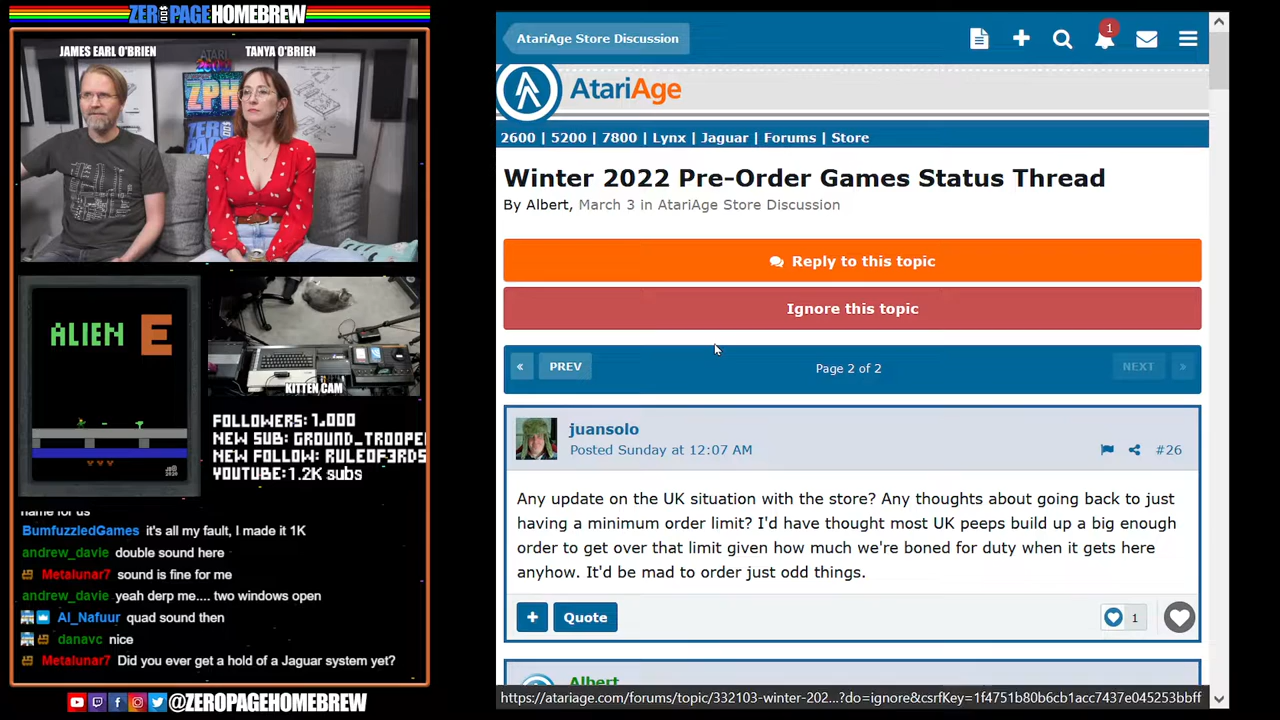 ZEROPAGEHOMEBREW
JAMES EARL O'BRIEN
TANYA O'BRIEN
ATARI
ZPH
ALIEN E
KITTEN CAM
FOLLOWERS: 1,000
NEW SUB: GROUND_TROOPE
NEW FOLLOW: RULEOF3RDS
YOUTUBE: 1.2K subs
name for us
BumfuzzledGames it's all my fault, I made it 1K
andrew_davie double sound here
Metalunar7 sound is fine for me
andrew_davie yeah derp me.... two windows open
Al_Nafuur quad sound then
danavc nice
Metalunar7 Did you ever get a hold of a Jaguar system yet?
@ZEROPAGEHOMEBREW
AtariAge Store Discussion
1
AtariAge
2600 | 5200 | 7800 | Lynx | Jaguar | Forums | Store
Winter 2022 Pre-Order Games Status Thread
By Albert, March 3 in AtariAge Store Discussion
Reply to this topic
Ignore this topic
« PREV Page 2 of 2 NEXT »
juansolo
Posted Sunday at 12:07 AM #26
Any update on the UK situation with the store? Any thoughts about going back to just
having a minimum order limit? I'd have thought most UK peeps build up a big enough
order to get over that limit given how much we're boned for duty when it gets here
anyhow. It'd be mad to order just odd things.
+ Quote 1
Albert
https://atariage.com/forums/topic/332103-winter-202...?do=ignore&csrfKey=1f4751b80b6cb1acc7437e045253bbff